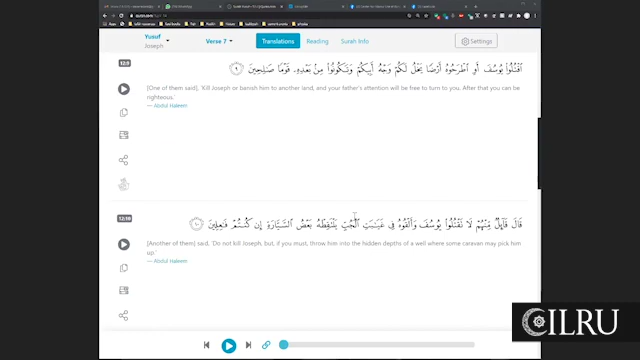 Yusuf
Joseph
Verse 7
Translations
Reading
Surah Info
Settings
12:9
ٱقْتُلُوا۟ يُوسُفَ أَوِ ٱطْرَحُوهُ أَرْضًا يَخْلُ لَكُمْ وَجْهُ أَبِيكُمْ وَتَكُونُوا۟ مِنۢ بَعْدِهِۦ قَوْمًا صَـٰلِحِينَ ٩
[One of them said], 'Kill Joseph or banish him to another land, and your father's attention will be free to turn to you. After that you can be
righteous.'
— Abdul Haleem
12:10
قَالَ قَآئِلٌ مِّنْهُمْ لَا تَقْتُلُوا۟ يُوسُفَ وَأَلْقُوهُ فِى غَيَـٰبَتِ ٱلْجُبِّ يَلْتَقِطْهُ بَعْضُ ٱلسَّيَّارَةِ إِن كُنتُمْ فَـٰعِلِينَ ١٠
[Another of them] said, 'Do not kill Joseph, but, if you must, throw him into the hidden depths of a well where some caravan may pick him
up.'
— Abdul Haleem
CILRU